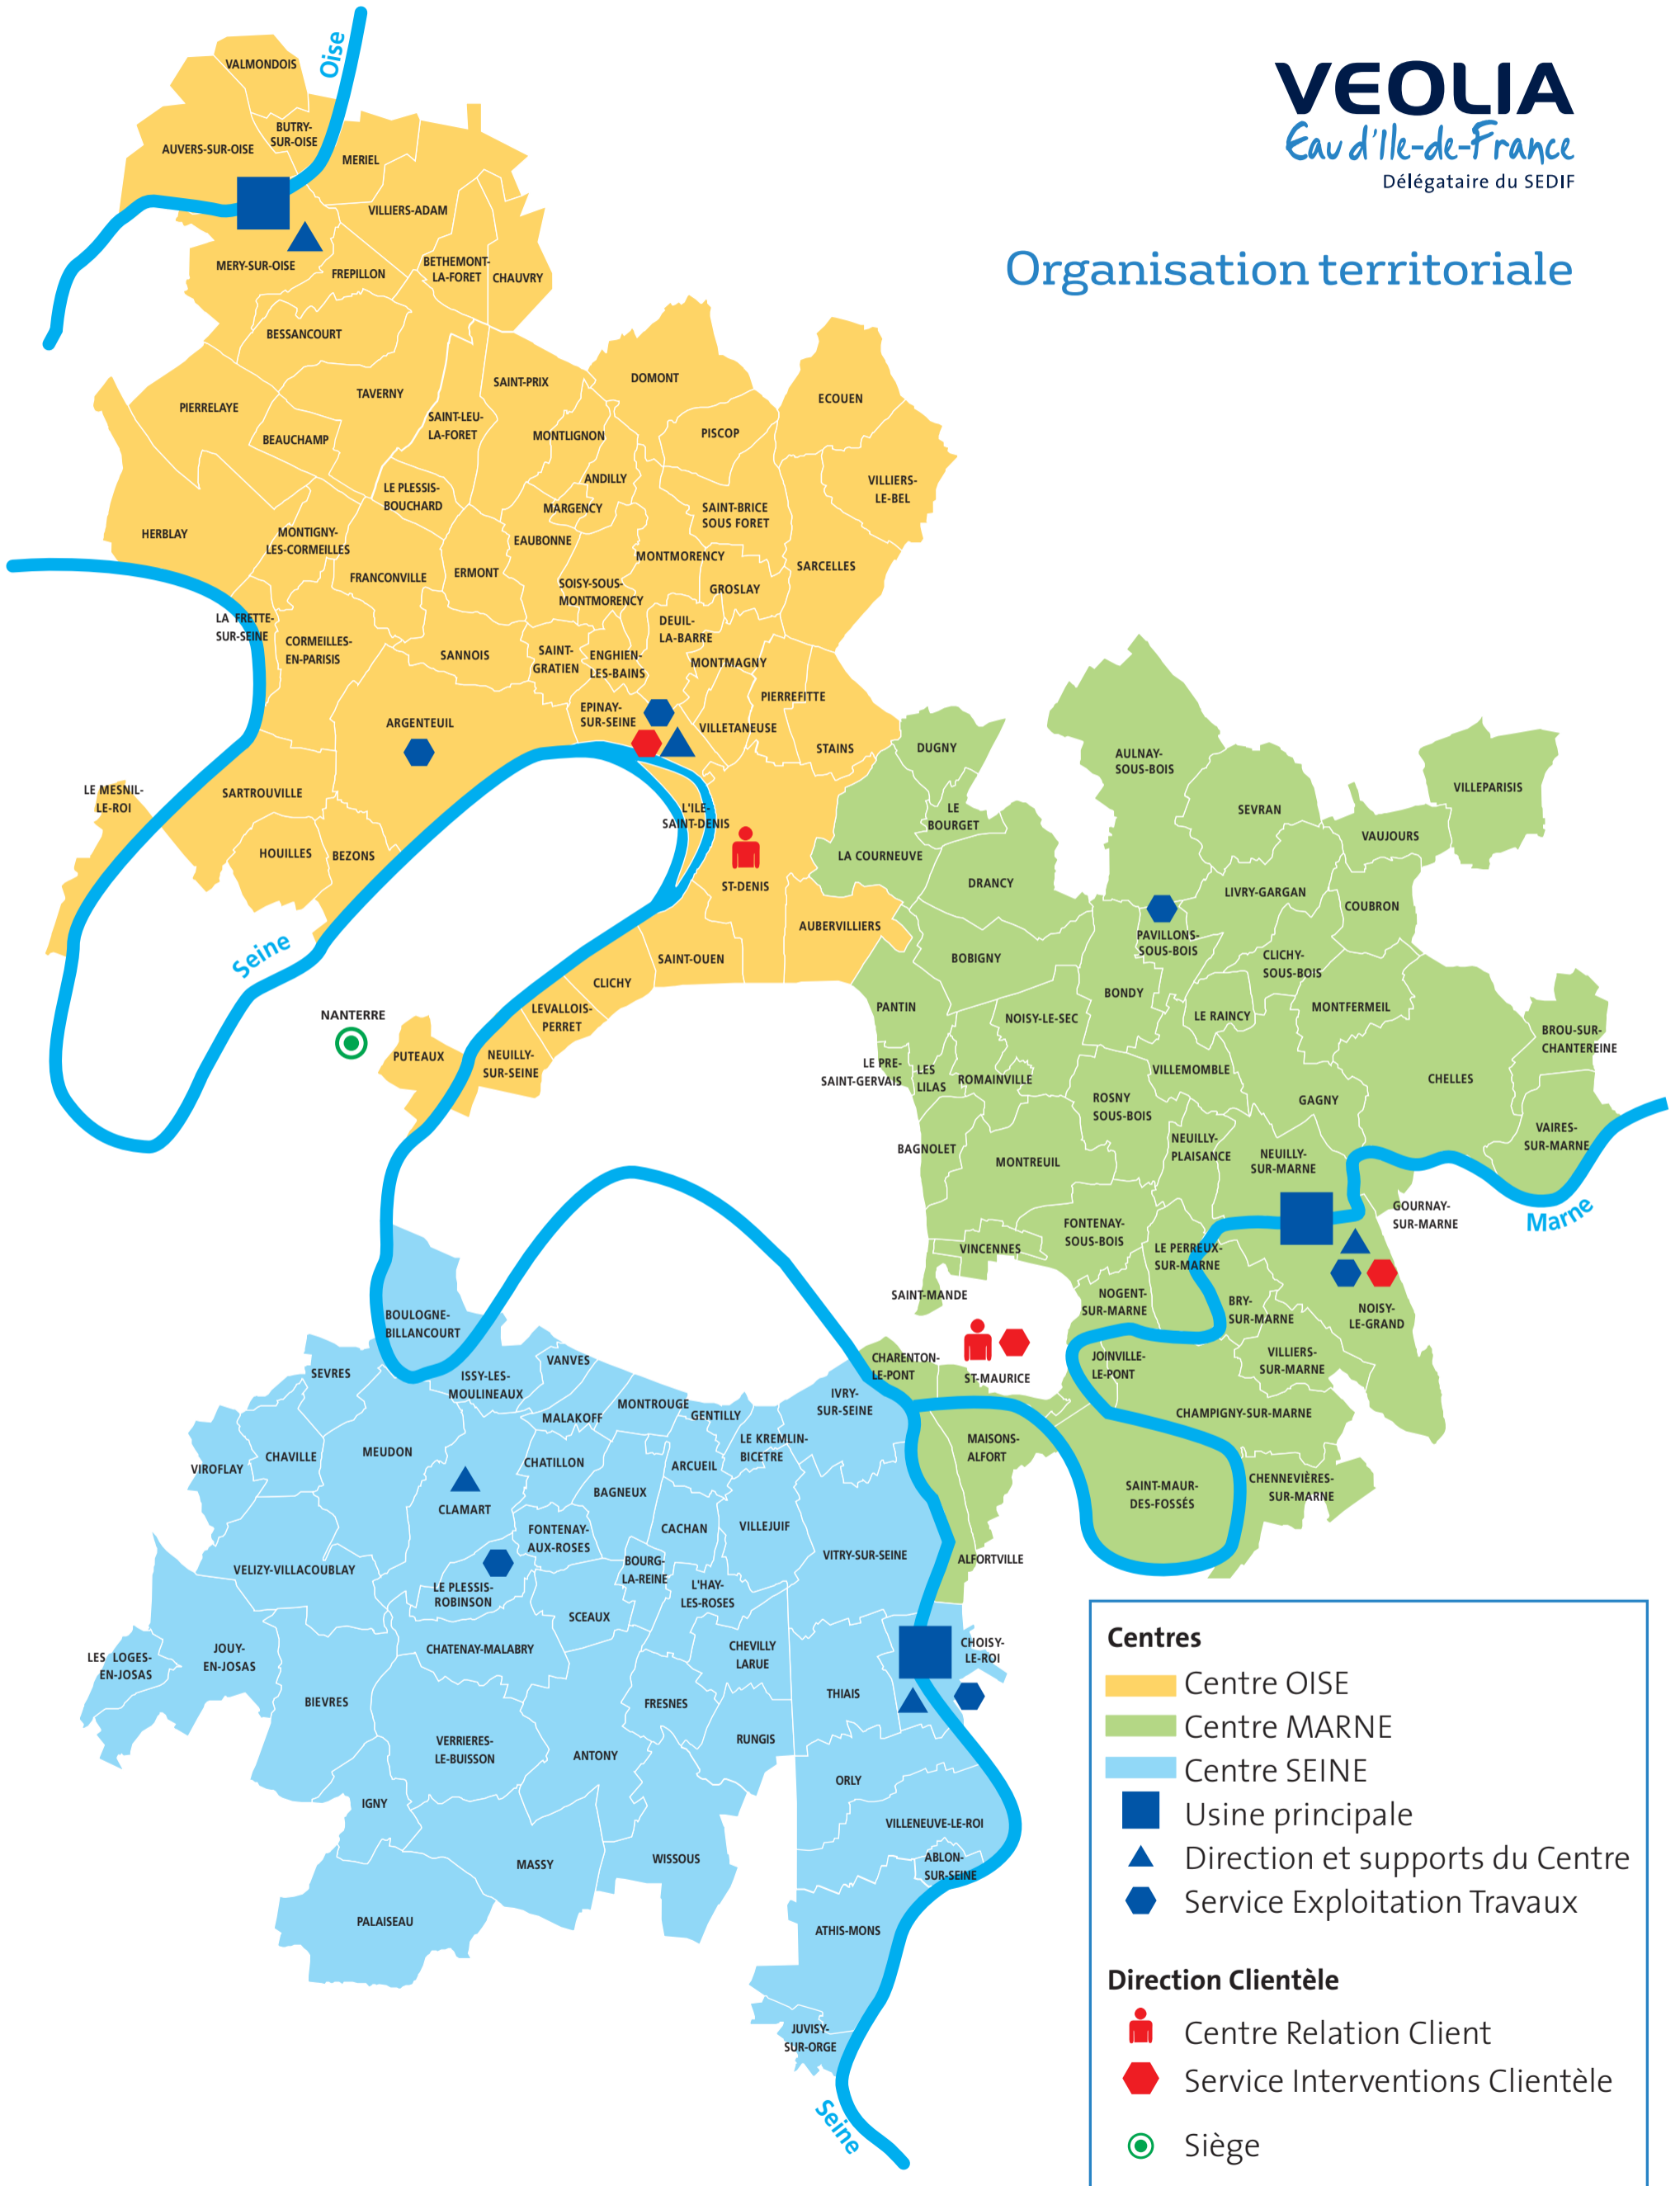 VEOLIA
Eau d'Ile-de-France
Délégataire du SEDIF
Organisation territoriale
Oise
VALMONDOIS
BUTRY-
SUR-OISE
AUVERS-SUR-OISE
MERIEL
VILLIERS-ADAM
MERY-SUR-OISE
FREPILLON
BETHEMONT-
LA-FORET
CHAUVRY
BESSANCOURT
SAINT-PRIX
DOMONT
TAVERNY
ECOUEN
PIERRELAYE
SAINT-LEU-
LA-FORET
BEAUCHAMP
MONTLIGNON
PISCOP
ANDILLY
VILLIERS-
LE-BEL
LE PLESSIS-
BOUCHARD
MARGENCY
SAINT-BRICE
SOUS FORET
HERBLAY
MONTIGNY-
LES-CORMEILLES
EAUBONNE
MONTMORENCY
SARCELLES
FRANCONVILLE
ERMONT
SOISY-SOUS-
MONTMORENCY
GROSLAY
LA FRETTE-
SUR-SEINE
DEUIL-
LA-BARRE
CORMEILLES-
EN-PARISIS
SANNOIS
SAINT-
GRATIEN
ENGHIEN-
LES-BAINS
MONTMAGNY
PIERREFITTE
ARGENTEUIL
EPINAY-
SUR-SEINE
VILLETANEUSE
STAINS
LE MESNIL-
LE-ROI
SARTROUVILLE
L'ILE-
SAINT-DENIS
HOUILLES
BEZONS
ST-DENIS
AUBERVILLIERS
Seine
SAINT-OUEN
CLICHY
LEVALLOIS-
PERRET
NANTERRE
PUTEAUX
NEUILLY-
SUR-SEINE
DUGNY
AULNAY-
SOUS-BOIS
VILLEPARISIS
LE
BOURGET
SEVRAN
VAUJOURS
LA COURNEUVE
DRANCY
LIVRY-GARGAN
COUBRON
PAVILLONS-
SOUS-BOIS
BOBIGNY
CLICHY-
SOUS-BOIS
BONDY
PANTIN
NOISY-LE-SEC
LE RAINCY
MONTFERMEIL
BROU-SUR-
CHANTEREINE
LE PRE-
SAINT-GERVAIS
LES
LILAS
ROMAINVILLE
VILLEMOMBLE
CHELLES
ROSNY
SOUS-BOIS
GAGNY
BAGNOLET
MONTREUIL
NEUILLY-
PLAISANCE
NEUILLY-
SUR-MARNE
VAIRES-
SUR-MARNE
GOURNAY-
SUR-MARNE
Marne
FONTENAY-
SOUS-BOIS
VINCENNES
LE PERREUX-
SUR-MARNE
SAINT-MANDE
NOGENT-
SUR-MARNE
BRY-
SUR-MARNE
NOISY-
LE-GRAND
CHARENTON-
LE-PONT
ST-MAURICE
JOINVILLE-
LE-PONT
VILLIERS-
SUR-MARNE
CHAMPIGNY-SUR-MARNE
MAISONS-
ALFORT
SAINT-MAUR-
DES-FOSSÉS
CHENNEVIÈRES-
SUR-MARNE
ALFORTVILLE
BOULOGNE-
BILLANCOURT
SEVRES
ISSY-LES-
MOULINEAUX
VANVES
MALAKOFF
MONTROUGE
GENTILLY
IVRY-
SUR-SEINE
LE KREMLIN-
BICETRE
VIROFLAY
CHAVILLE
MEUDON
CHATILLON
ARCUEIL
BAGNEUX
CLAMART
FONTENAY-
AUX-ROSES
CACHAN
VILLEJUIF
VITRY-SUR-SEINE
VELIZY-VILLACOUBLAY
LE PLESSIS-
ROBINSON
BOURG-
LA-REINE
L'HAY-
LES-ROSES
SCEAUX
LES LOGES-
EN-JOSAS
JOUY-
EN-JOSAS
CHATENAY-MALABRY
CHEVILLY
LARUE
CHOISY-
LE-ROI
BIEVRES
FRESNES
THIAIS
VERRIERES-
LE-BUISSON
ANTONY
RUNGIS
ORLY
IGNY
VILLENEUVE-LE-ROI
MASSY
WISSOUS
ABLON-
SUR-SEINE
PALAISEAU
ATHIS-MONS
JUVISY-
SUR-ORGE
Seine
Centres
Centre OISE
Centre MARNE
Centre SEINE
Usine principale
Direction et supports du Centre
Service Exploitation Travaux
Direction Clientèle
Centre Relation Client
Service Interventions Clientèle
Siège